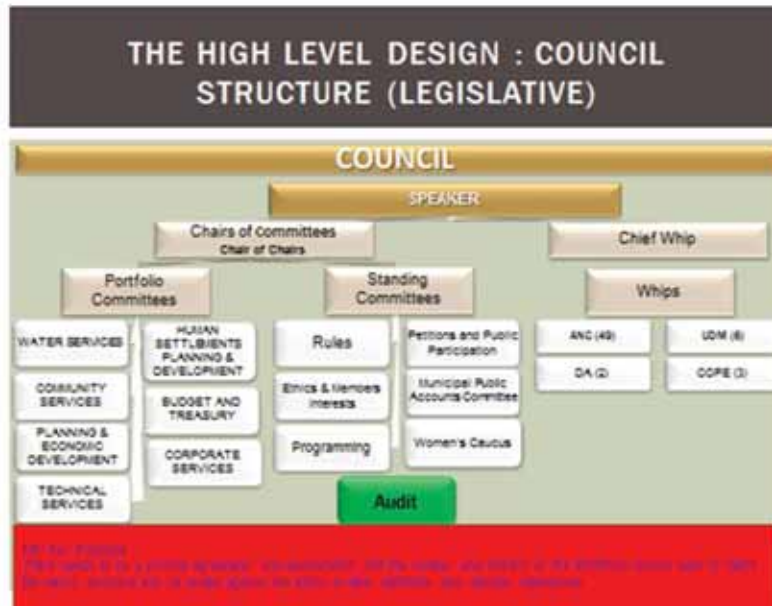 THE HIGH LEVEL DESIGN : COUNCIL
STRUCTURE (LEGISLATIVE)
COUNCIL
SPEAKER
Chairs of committees
Chair of Chairs
Chief Whip
Portfolio
Committees
Standing
Committees
Whips
WATER SERVICES
COMMUNITY
SERVICES
PLANNING &
ECONOMIC
DEVELOPMENT
TECHNICAL
SERVICES
HUMAN
SETTLEMENTS
PLANNING &
DEVELOPMENT
BUDGET AND
TREASURY
CORPORATE
SERVICES
Rules
Ethics & Members
Interests
Programming
Petitions and Public
Participation
Municipal Public
Accounts Committee
Women's Caucus
ANC (49)
UDM (6)
DA (2)
COPE (3)
Audit